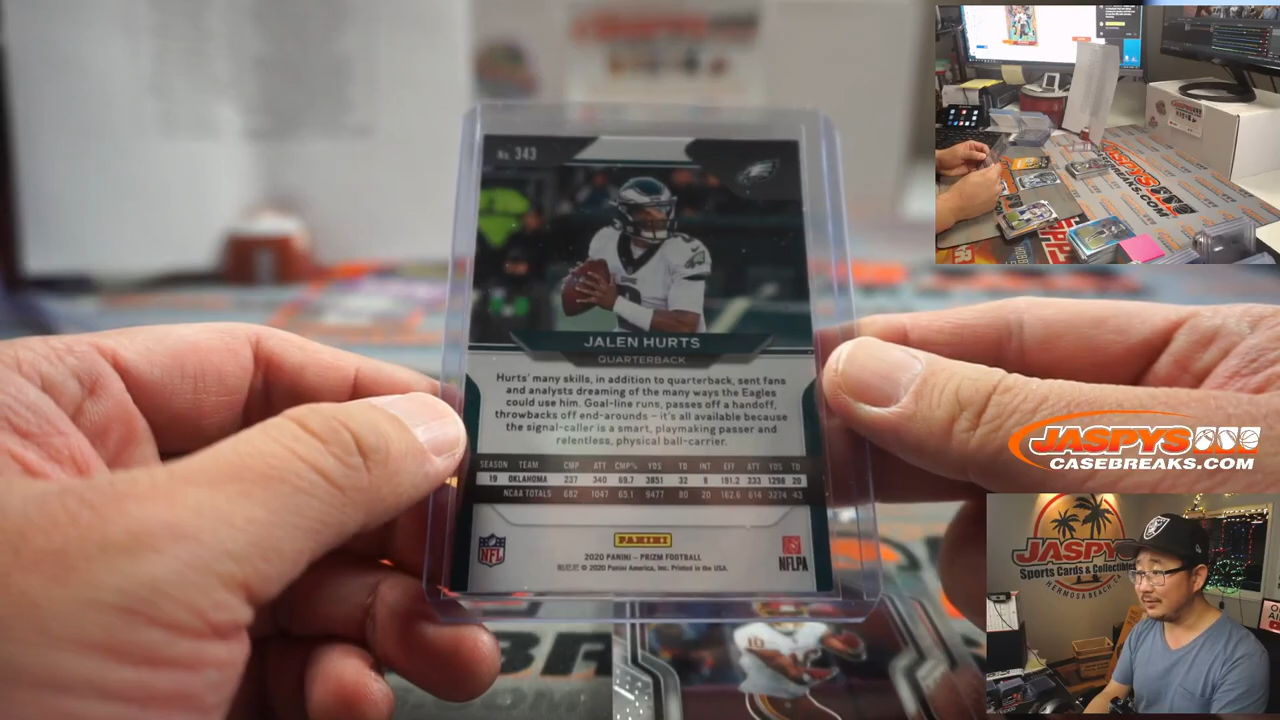 No. 343
JALEN HURTS
QUARTERBACK
Hurts' many skills, in addition to quarterback, sent fans
and analysts dreaming of the many ways the Eagles
could use him. Goal-line runs, passes off a handoff,
throwbacks off end-arounds – it's all available because
the signal-caller is a smart, playmaking passer and
relentless, physical ball-carrier.
SEASON TEAM CMP ATT CMP% YDS TD INT EFF ATT YDS TD
19 OKLAHOMA 237 340 69.7 3851 32 8 191.2 233 1298 20
NCAA TOTALS 682 1047 65.1 9477 80 20 162.6 614 3274 43
PANINI
NFL
NFLPA
2020 PANINI – PRIZM FOOTBALL
© 2020 Panini America, Inc. Printed in the USA.
JASPYS
CASEBREAKS.COM
JASPYS
CASEBREAKS.COM
JASPYS
Sports Cards & Collectibles
HERMOSA BEACH